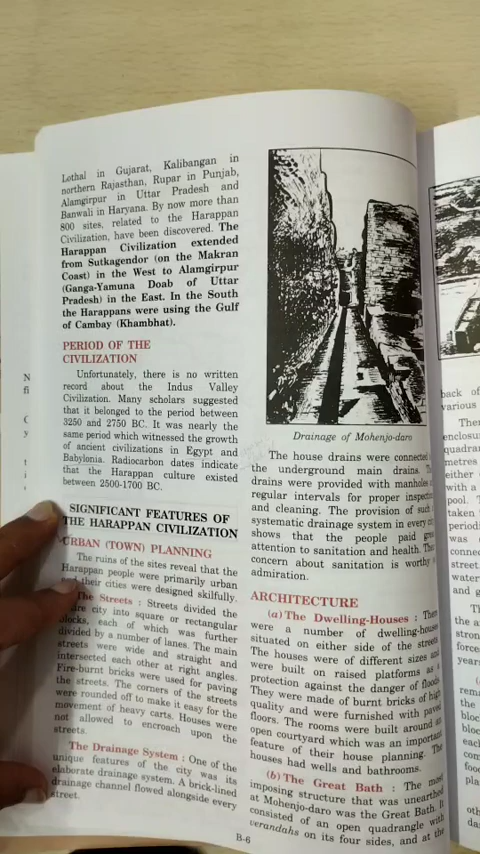 Lothal in Gujarat, Kalibangan in
northern Rajasthan, Rupar in Punjab,
Alamgirpur in Uttar Pradesh and
Banwali in Haryana. By now more than
800 sites, related to the Harappan
Civilization, have been discovered. The
Harappan Civilization extended
from Sutkagendor (on the Makran
Coast) in the West to Alamgirpur
(Ganga-Yamuna Doab of Uttar
Pradesh) in the East. In the South
the Harappans were using the Gulf
of Cambay (Khambhat).
PERIOD OF THE
CIVILIZATION
Unfortunately, there is no written
record about the Indus Valley
Civilization. Many scholars suggested
that it belonged to the period between
3250 and 2750 BC. It was nearly the
same period which witnessed the growth
of ancient civilizations in Egypt and
Babylonia. Radiocarbon dates indicate
that the Harappan culture existed
between 2500-1700 BC.
SIGNIFICANT FEATURES OF
THE HARAPPAN CIVILIZATION
URBAN (TOWN) PLANNING
The ruins of the sites reveal that the
Harappan people were primarily urban
and their cities were designed skilfully.
The Streets : Streets divided the
city into square or rectangular
blocks, each of which was further
divided by a number of lanes. The main
streets were wide and straight and
intersected each other at right angles.
Fire-burnt bricks were used for paving
the streets. The corners of the streets
were rounded off to make it easy for the
movement of heavy carts. Houses were
not allowed to encroach upon the
streets.
The Drainage System : One of the
unique features of the city was its
elaborate drainage system. A brick-lined
drainage channel flowed alongside every
street.
Drainage of Mohenjo-daro
The house drains were connected
the underground main drains.
drains were provided with manholes
regular intervals for proper inspection
and cleaning. The provision of such
systematic drainage system in every
shows that the people paid
attention to sanitation and health.
concern about sanitation is worthy
admiration.
ARCHITECTURE
(a) The Dwelling-Houses : There
were a number of dwelling-houses
situated on either side of the streets
The houses were of different sizes and
were built on raised platforms as
protection against the danger of floods
They were made of burnt bricks of high
quality and were furnished with paved
floors. The rooms were built around
open courtyard which was an important
feature of their house planning. The
houses had wells and bathrooms.
(b) The Great Bath : The most
imposing structure that was unearthed
at Mohenjo-daro was the Great Bath. It
consisted of an open quadrangle with
verandahs on its four sides, and at the
B-6
back of
various